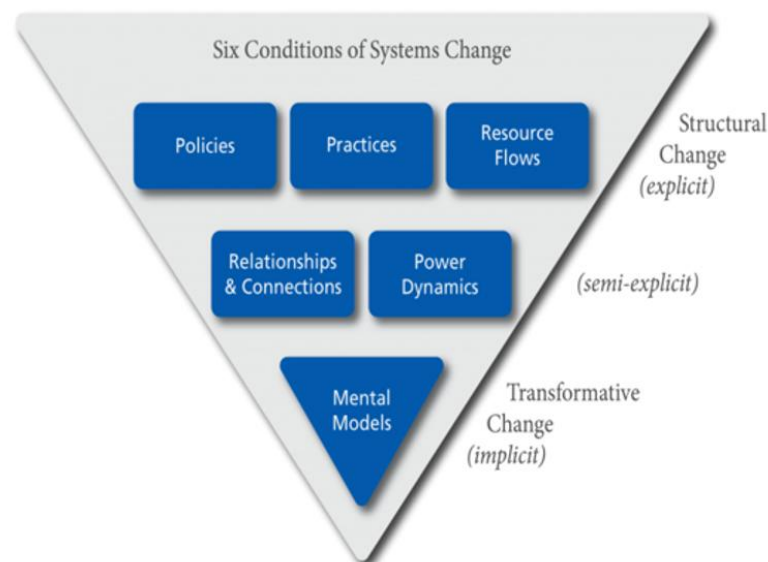 Six Conditions of Systems Change
Policies
Practices
Resource
Flows
Structural
Change
(explicit)
Relationships
& Connections
Power
Dynamics
(semi-explicit)
Mental
Models
Transformative
Change
(implicit)